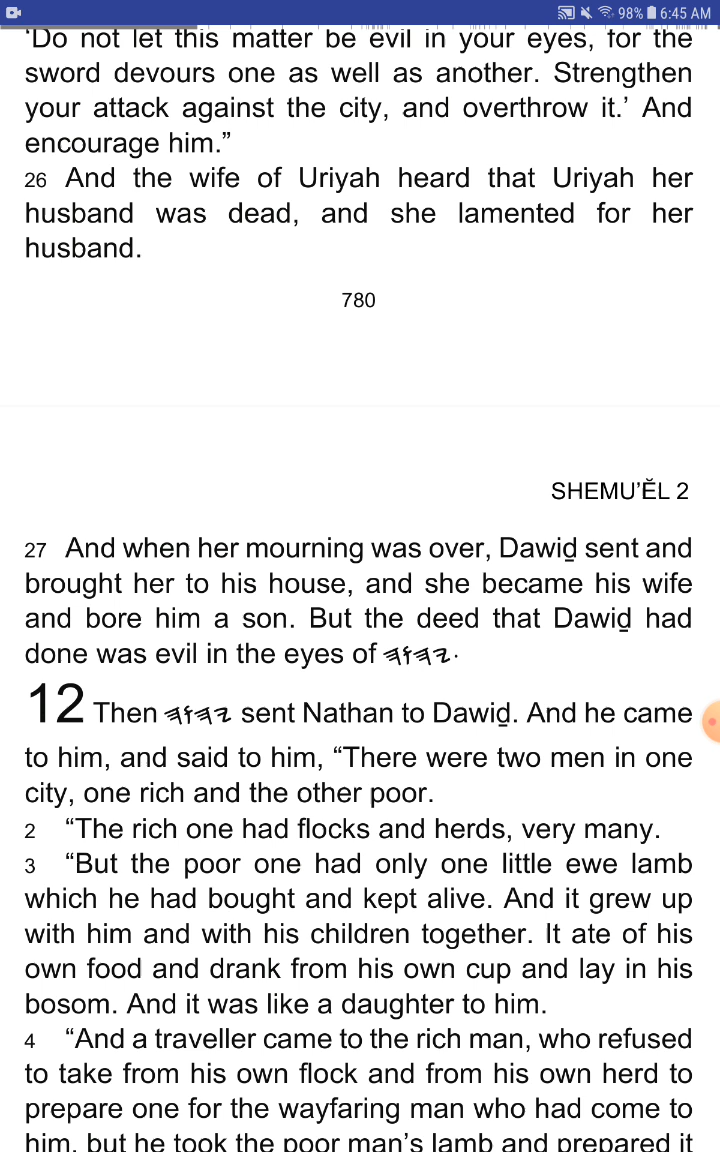 98% 6:45 AM
‘Do not let this matter be evil in your eyes, for the
sword devours one as well as another. Strengthen
your attack against the city, and overthrow it.’ And
encourage him.”
26 And the wife of Uriyah heard that Uriyah her
husband was dead, and she lamented for her
husband.
780
SHEMU’ĚL 2
27 And when her mourning was over, Dawiḏ sent and
brought her to his house, and she became his wife
and bore him a son. But the deed that Dawiḏ had
done was evil in the eyes of 𐤉𐤄𐤅𐤄.
12 Then 𐤉𐤄𐤅𐤄 sent Nathan to Dawiḏ. And he came
to him, and said to him, “There were two men in one
city, one rich and the other poor.
2 “The rich one had flocks and herds, very many.
3 “But the poor one had only one little ewe lamb
which he had bought and kept alive. And it grew up
with him and with his children together. It ate of his
own food and drank from his own cup and lay in his
bosom. And it was like a daughter to him.
4 “And a traveller came to the rich man, who refused
to take from his own flock and from his own herd to
prepare one for the wayfaring man who had come to
him, but he took the poor man’s lamb and prepared it